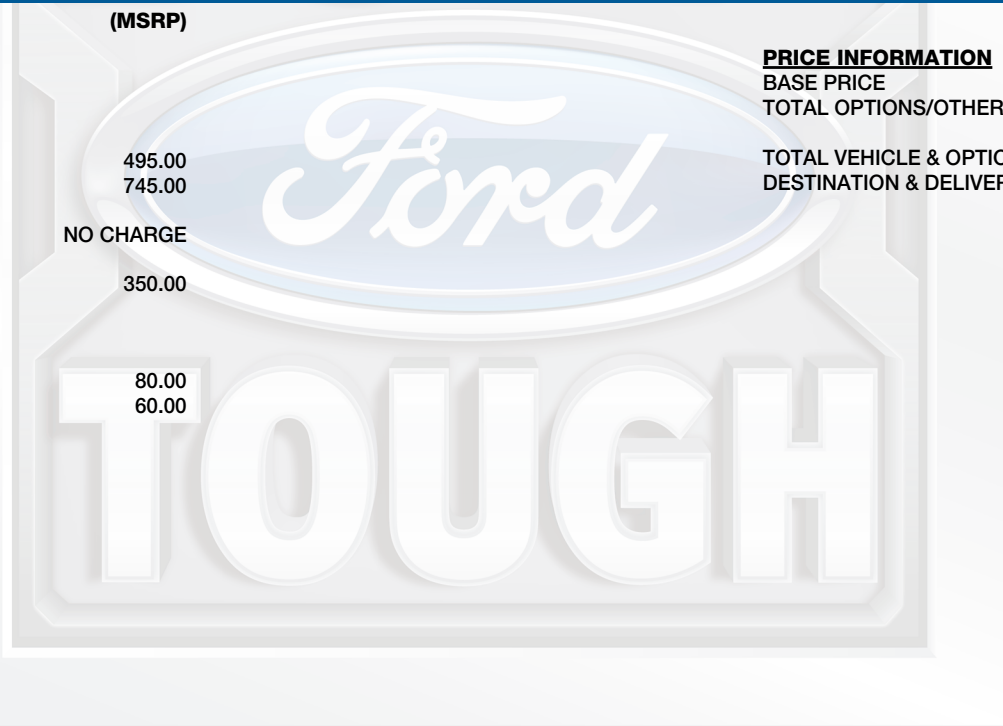 (MSRP)
495.00
745.00
NO CHARGE
350.00
80.00
60.00
PRICE INFORMATION
BASE PRICE
TOTAL OPTIONS/OTHER
TOTAL VEHICLE & OPTIO
DESTINATION & DELIVER
Ford
TOUGH